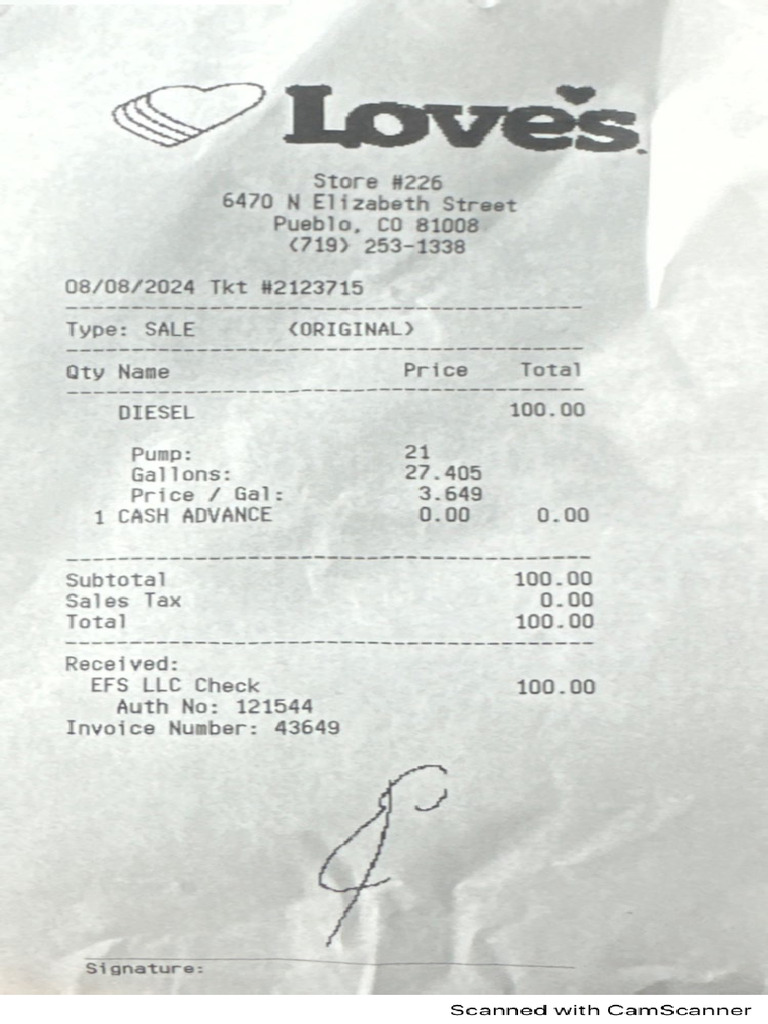 Love's
Store #226
6470 N Elizabeth Street
Pueblo, CO 81008
(719) 253-1338
08/08/2024 Tkt #2123715
Type: SALE (ORIGINAL)
Qty Name Price Total
DIESEL 100.00
Pump: 21
Gallons: 27.405
Price / Gal: 3.649
1 CASH ADVANCE 0.00 0.00
Subtotal 100.00
Sales Tax 0.00
Total 100.00
Received:
EFS LLC Check 100.00
Auth No: 121544
Invoice Number: 43649
Signature:
Scanned with CamScanner